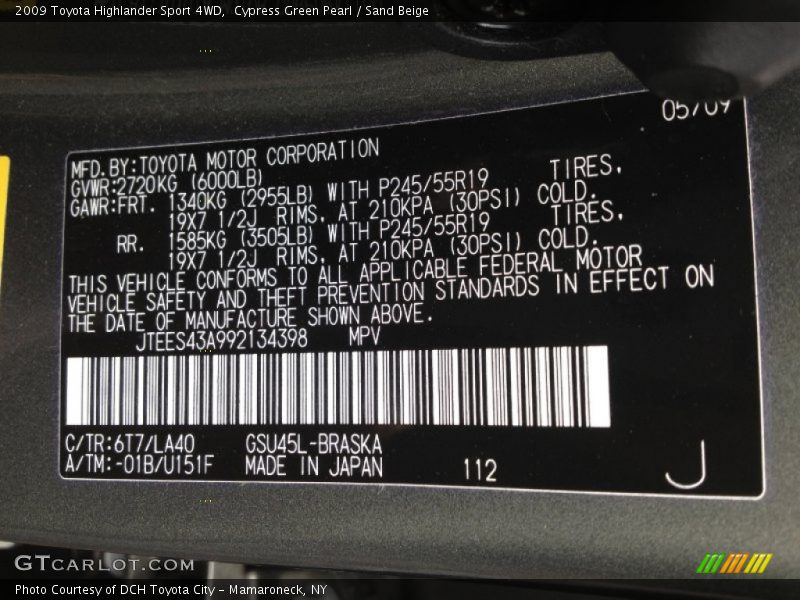 2009 Toyota Highlander Sport 4WD,  Cypress Green Pearl / Sand Beige
05/09
MFD.BY:TOYOTA MOTOR CORPORATION
GVWR:2720KG (6000LB)
GAWR:FRT. 1340KG (2955LB) WITH P245/55R19 TIRES,
19X7 1/2J RIMS, AT 210KPA (30PSI) COLD.
RR. 1585KG (3505LB) WITH P245/55R19 TIRES,
19X7 1/2J RIMS, AT 210KPA (30PSI) COLD.
THIS VEHICLE CONFORMS TO ALL APPLICABLE FEDERAL MOTOR
VEHICLE SAFETY AND THEFT PREVENTION STANDARDS IN EFFECT ON
THE DATE OF MANUFACTURE SHOWN ABOVE.
JTEES43A992134398 MPV
C/TR:6T7/LA40 GSU45L-BRASKA
A/TM:-01B/U151F MADE IN JAPAN 112 J
GTCARLOT.COM
Photo Courtesy of DCH Toyota City - Mamaroneck, NY